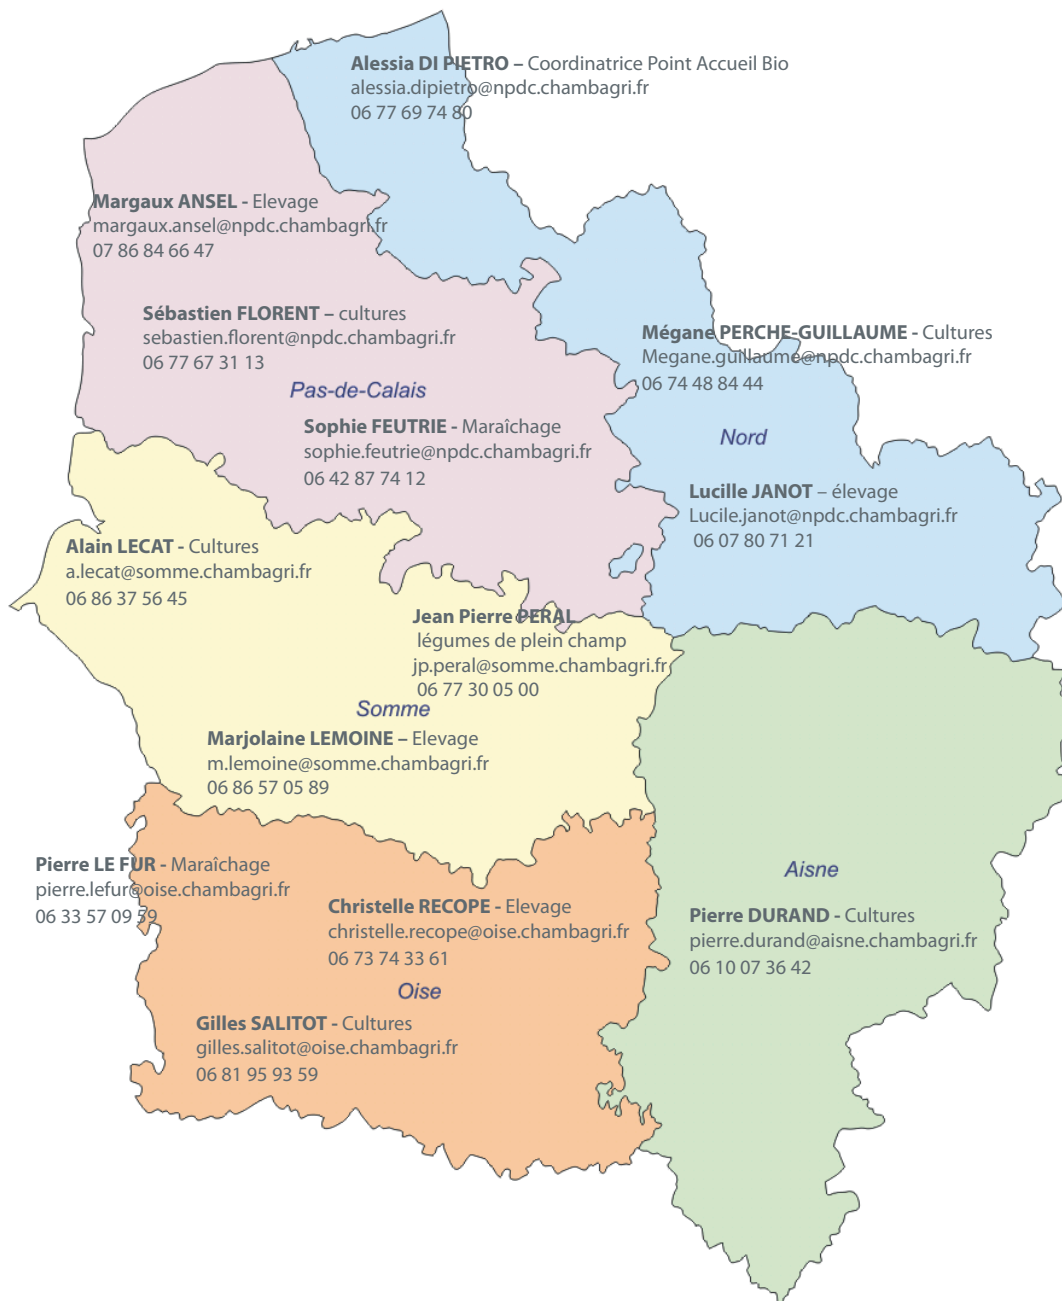 Alessia DI PIETRO – Coordinatrice Point Accueil Bio
alessia.dipietro@npdc.chambagri.fr
06 77 69 74 80
Margaux ANSEL - Elevage
margaux.ansel@npdc.chambagri.fr
07 86 84 66 47
Sébastien FLORENT – cultures
sebastien.florent@npdc.chambagri.fr
06 77 67 31 13
Mégane PERCHE-GUILLAUME - Cultures
Megane.guillaume@npdc.chambagri.fr
06 74 48 84 44
Pas-de-Calais
Sophie FEUTRIE - Maraîchage
sophie.feutrie@npdc.chambagri.fr
06 42 87 74 12
Nord
Lucille JANOT – élevage
Lucile.janot@npdc.chambagri.fr
06 07 80 71 21
Alain LECAT - Cultures
a.lecat@somme.chambagri.fr
06 86 37 56 45
Jean Pierre PERAL
légumes de plein champ
jp.peral@somme.chambagri.fr
06 77 30 05 00
Somme
Marjolaine LEMOINE – Elevage
m.lemoine@somme.chambagri.fr
06 86 57 05 89
Pierre LE FUR - Maraîchage
pierre.lefur@oise.chambagri.fr
06 33 57 09 59
Christelle RECOPE - Elevage
christelle.recope@oise.chambagri.fr
06 73 74 33 61
Aisne
Pierre DURAND - Cultures
pierre.durand@aisne.chambagri.fr
06 10 07 36 42
Oise
Gilles SALITOT - Cultures
gilles.salitot@oise.chambagri.fr
06 81 95 93 59